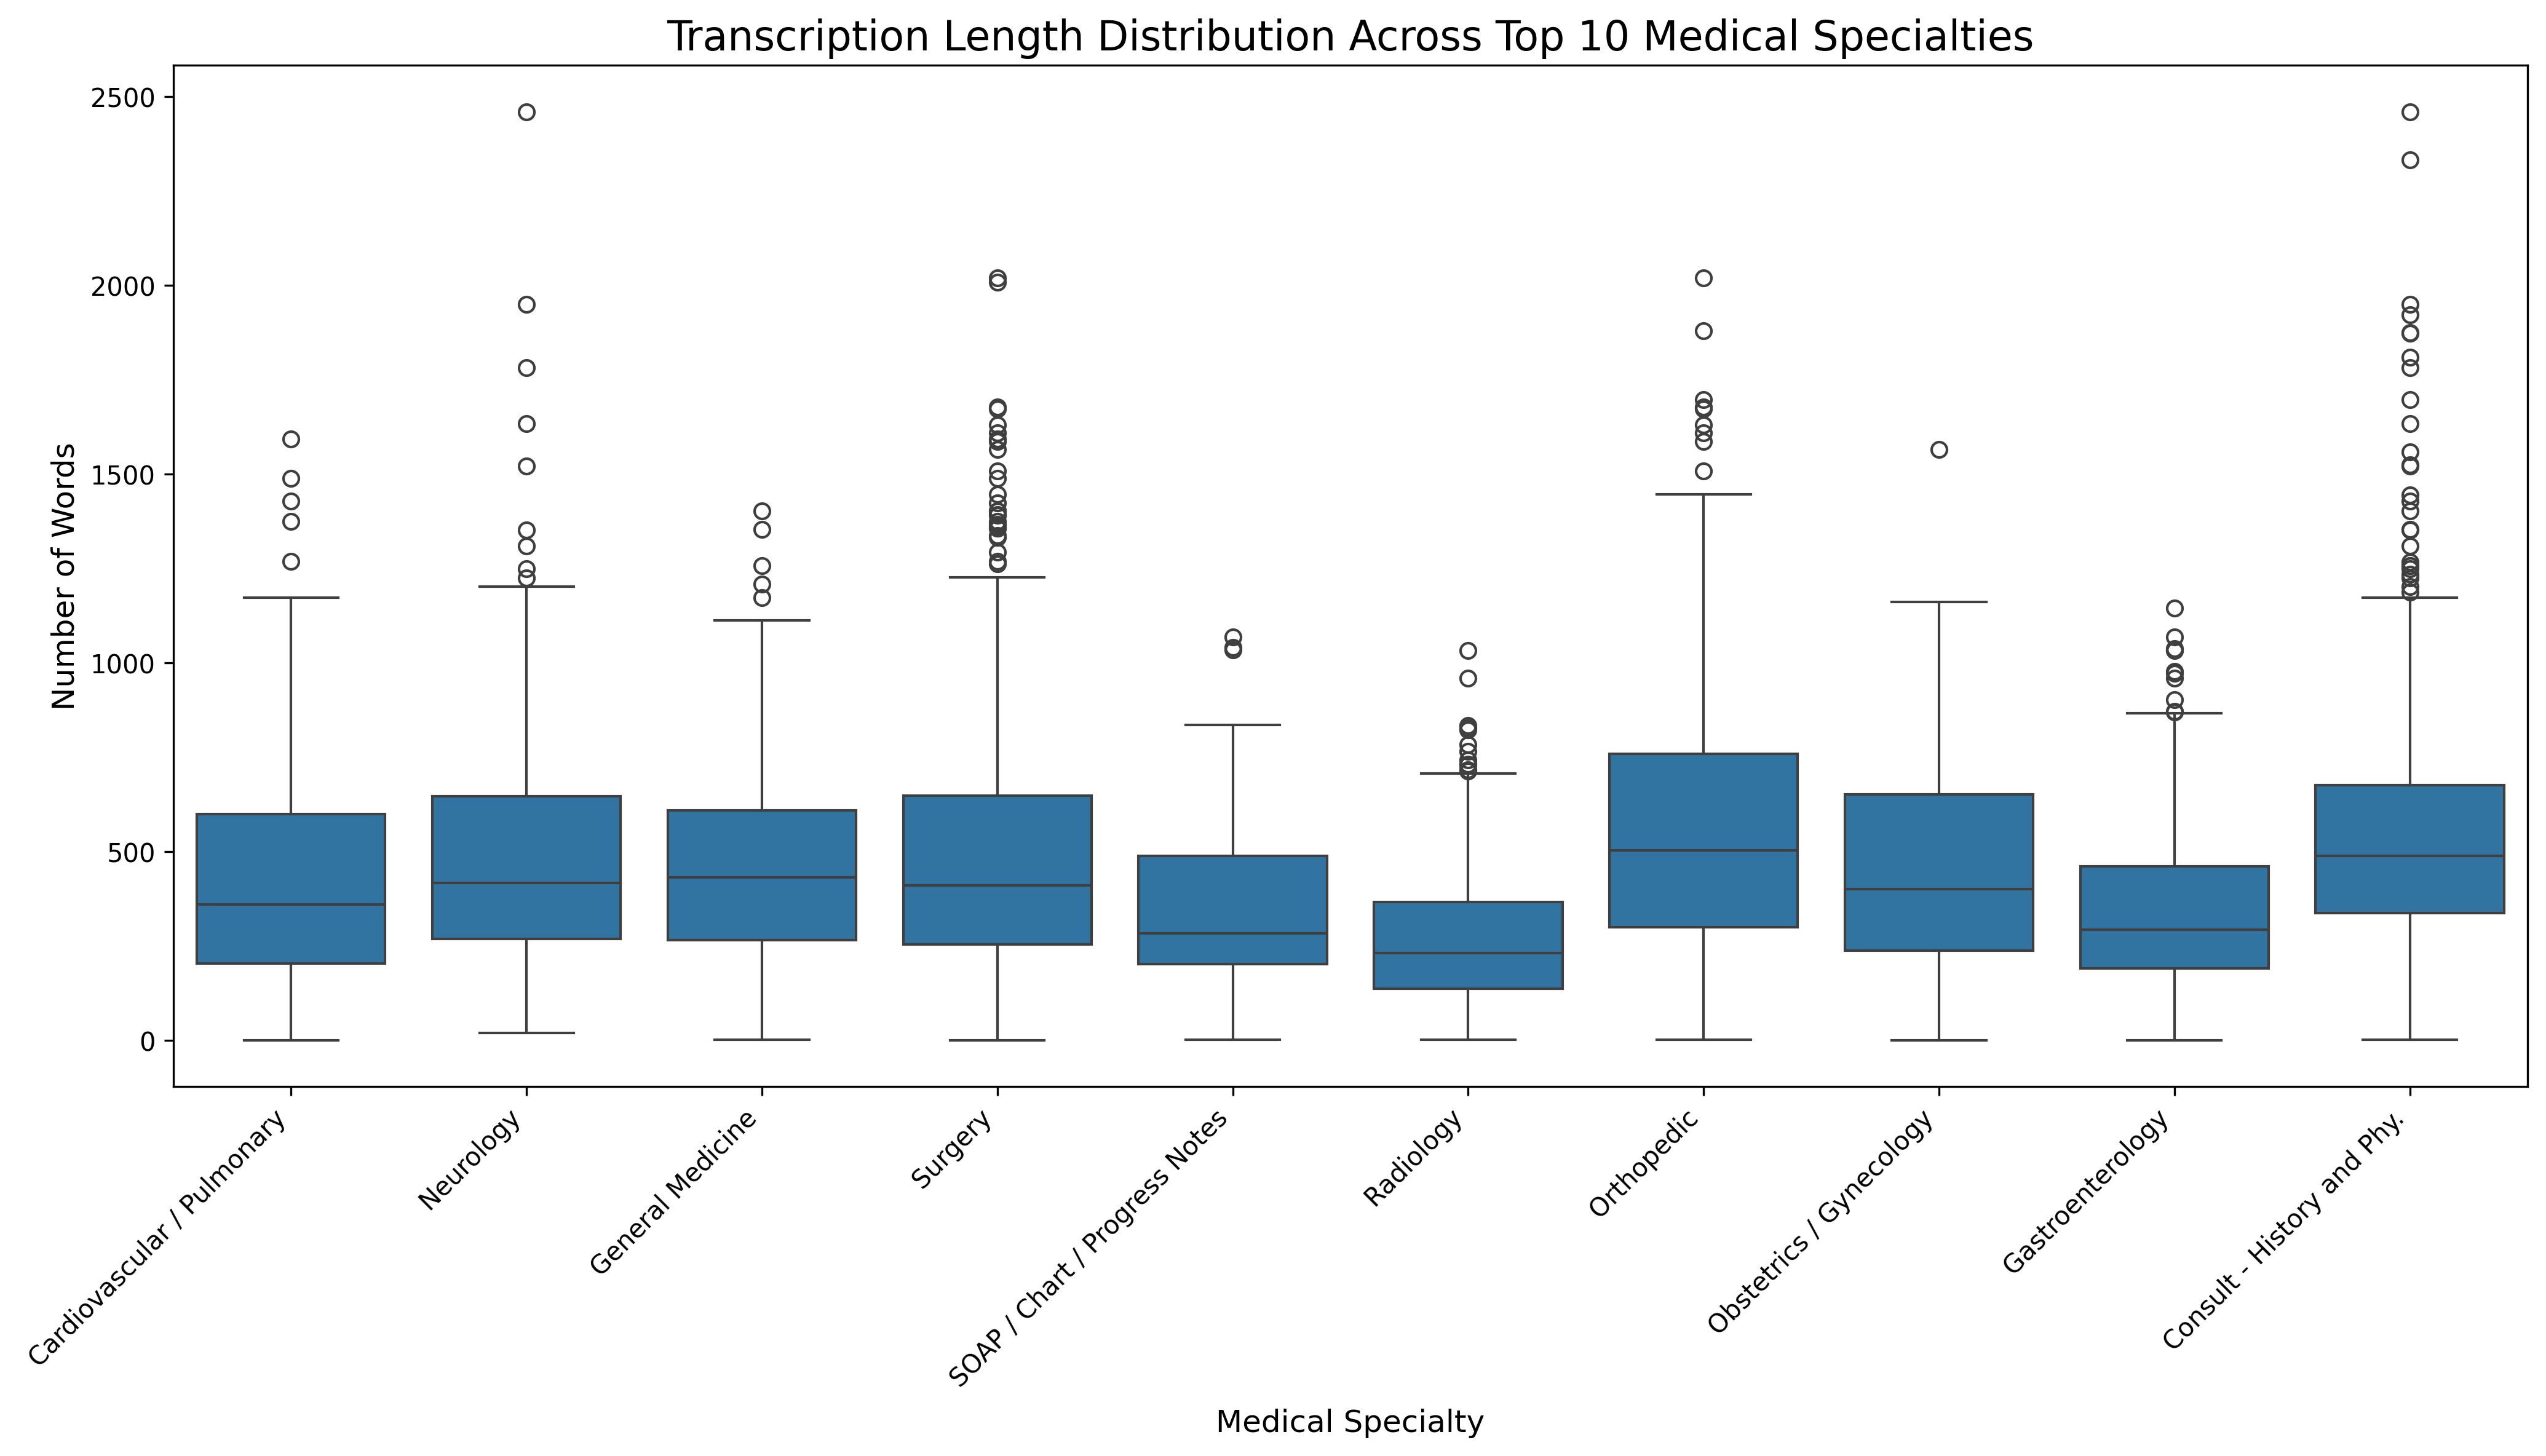 Transcription Length Distribution Across Top 10 Medical Specialties
Number of Words
2500
2000
1500
1000
500
0
Cardiovascular / Pulmonary
Neurology
General Medicine
Surgery
SOAP / Chart / Progress Notes
Radiology
Orthopedic
Obstetrics / Gynecology
Gastroenterology
Consult - History and Phy.
Medical Specialty